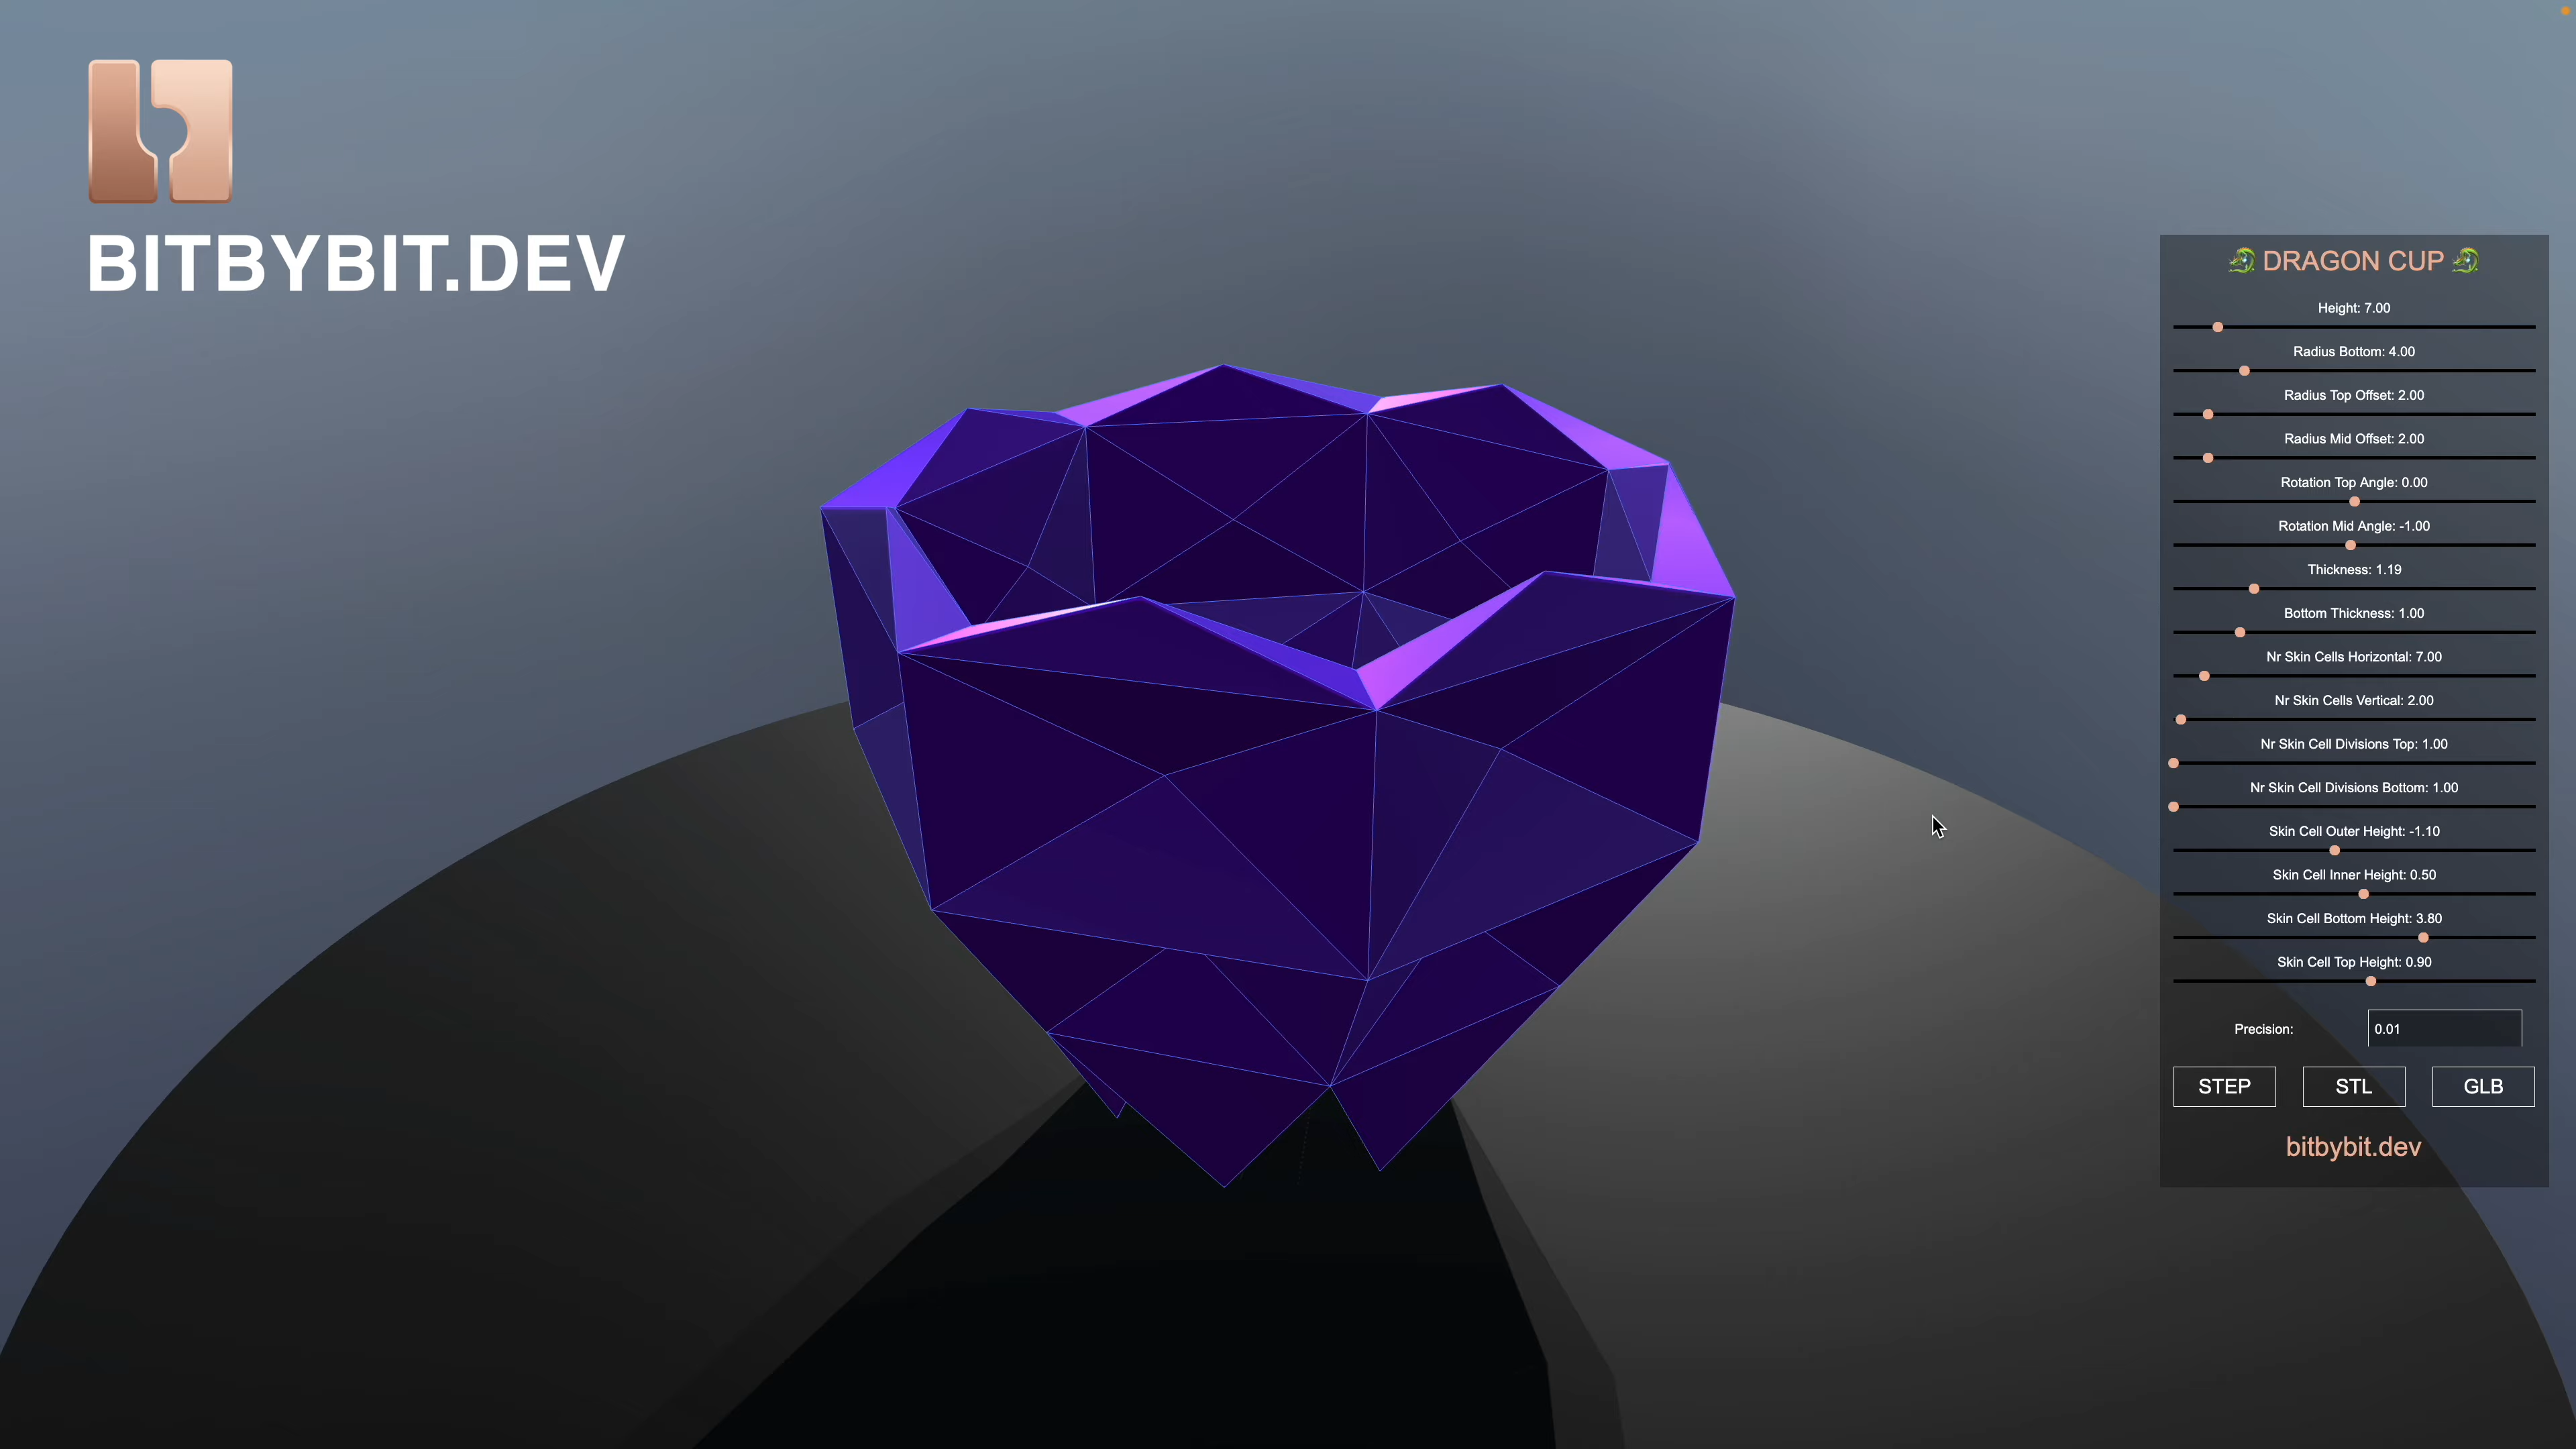 BITBYBIT.DEV
DRAGON CUP
Height: 7.00
Radius Bottom: 4.00
Radius Top Offset: 2.00
Radius Mid Offset: 2.00
Rotation Top Angle: 0.00
Rotation Mid Angle: -1.00
Thickness: 1.19
Bottom Thickness: 1.00
Nr Skin Cells Horizontal: 7.00
Nr Skin Cells Vertical: 2.00
Nr Skin Cell Divisions Top: 1.00
Nr Skin Cell Divisions Bottom: 1.00
Skin Cell Outer Height: -1.10
Skin Cell Inner Height: 0.50
Skin Cell Bottom Height: 3.80
Skin Cell Top Height: 0.90
Precision: 0.01
STEP STL GLB
bitbybit.dev